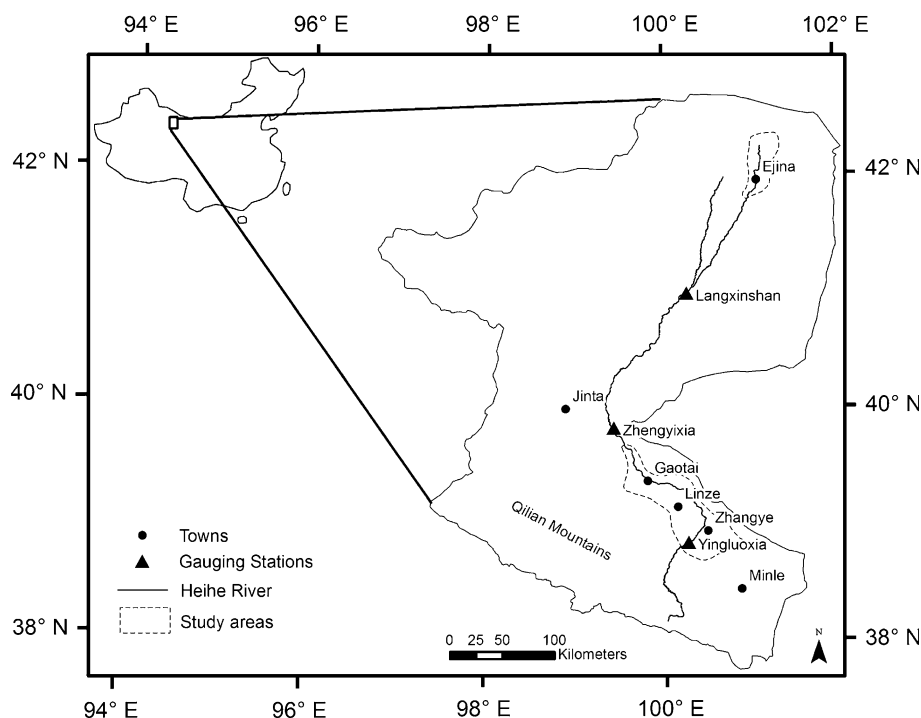 94° E 96° E 98° E 100° E 102° E
42° N
42° N
Ejina
Langxinshan
40° N
40° N
Jinta
Zhengyixia
Gaotai
Linze
Zhangye
Qilian Mountains
Yingluoxia
Minle
Towns
Gauging Stations
Heihe River
Study areas
38° N
38° N
N
0 25 50 100
Kilometers
94° E 96° E 98° E 100° E 102° E